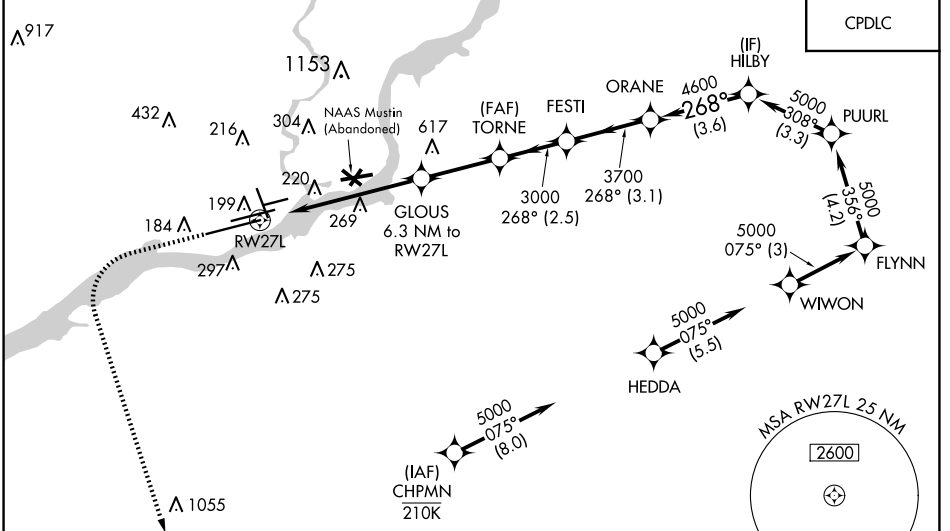 CPDLC
917
(IF)
HILBY
1153
ORANE
4600
268°
(3.6)
5000
308°
(3.3)
PUURL
(FAF)
TORNE
FESTI
432
216
304
NAAS Mustin
(Abandoned)
617
3700
268° (3.1)
3000
268° (2.5)
220
199
269
GLOUS
6.3 NM to
RW27L
5000
356°
(4.2)
184
RW27L
5000
075° (3)
FLYNN
297
275
275
WIWON
5000
075°
(5.5)
HEDDA
5000
075°
(8.0)
(IAF)
CHPMN
210K
MSA RW27L 25 NM
2600
1055